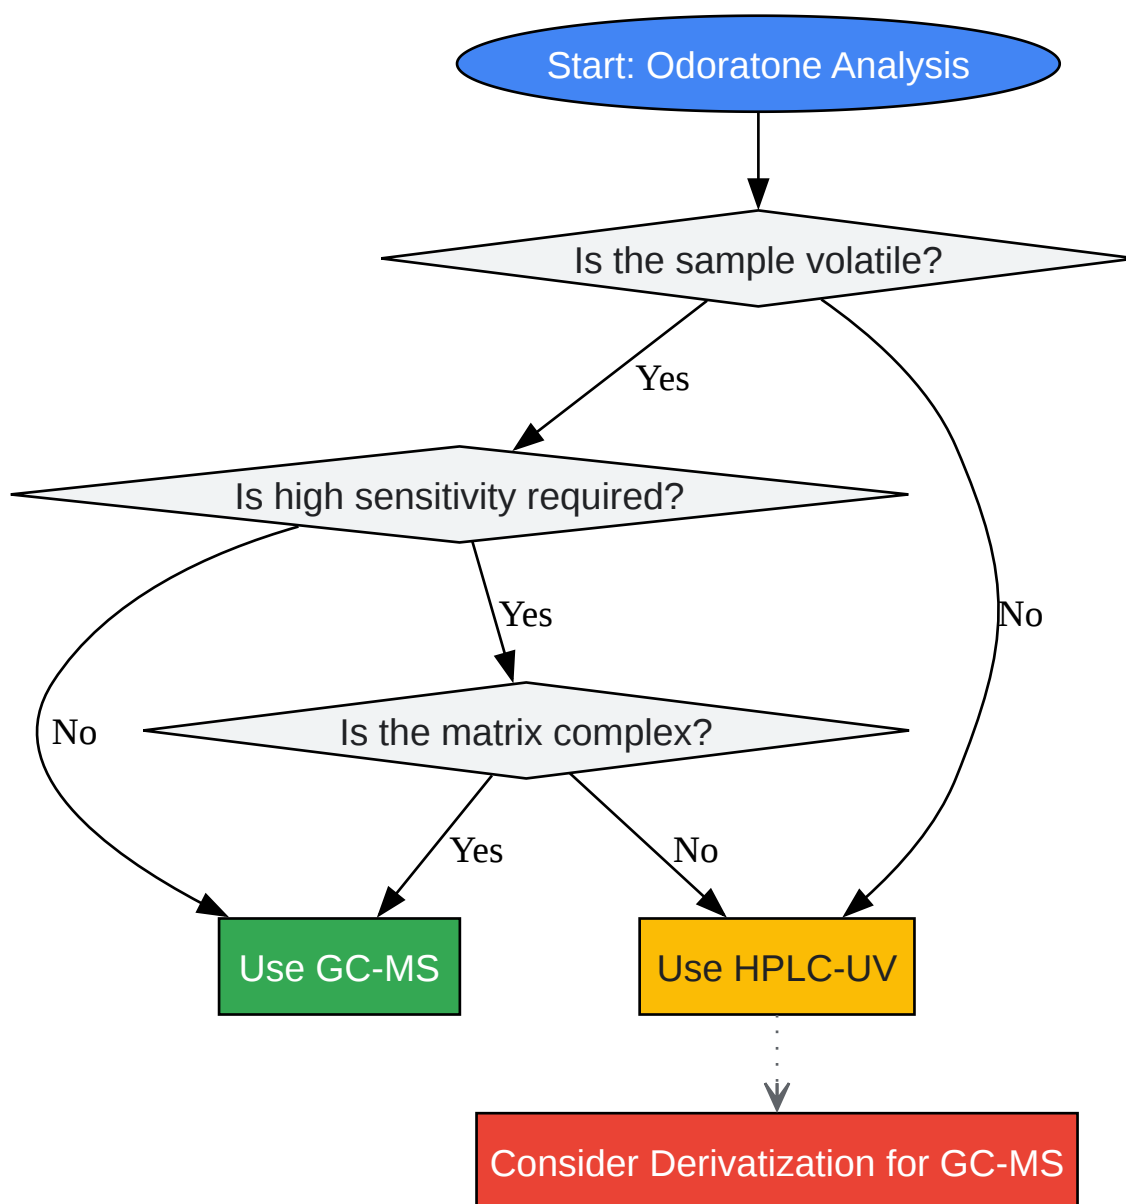 Start: Odoratone Analysis
Is the sample volatile?
Yes
Is high sensitivity required?
Yes
No
No
Is the matrix complex?
Yes
No
Use GC-MS
Use HPLC-UV
Consider Derivatization for GC-MS